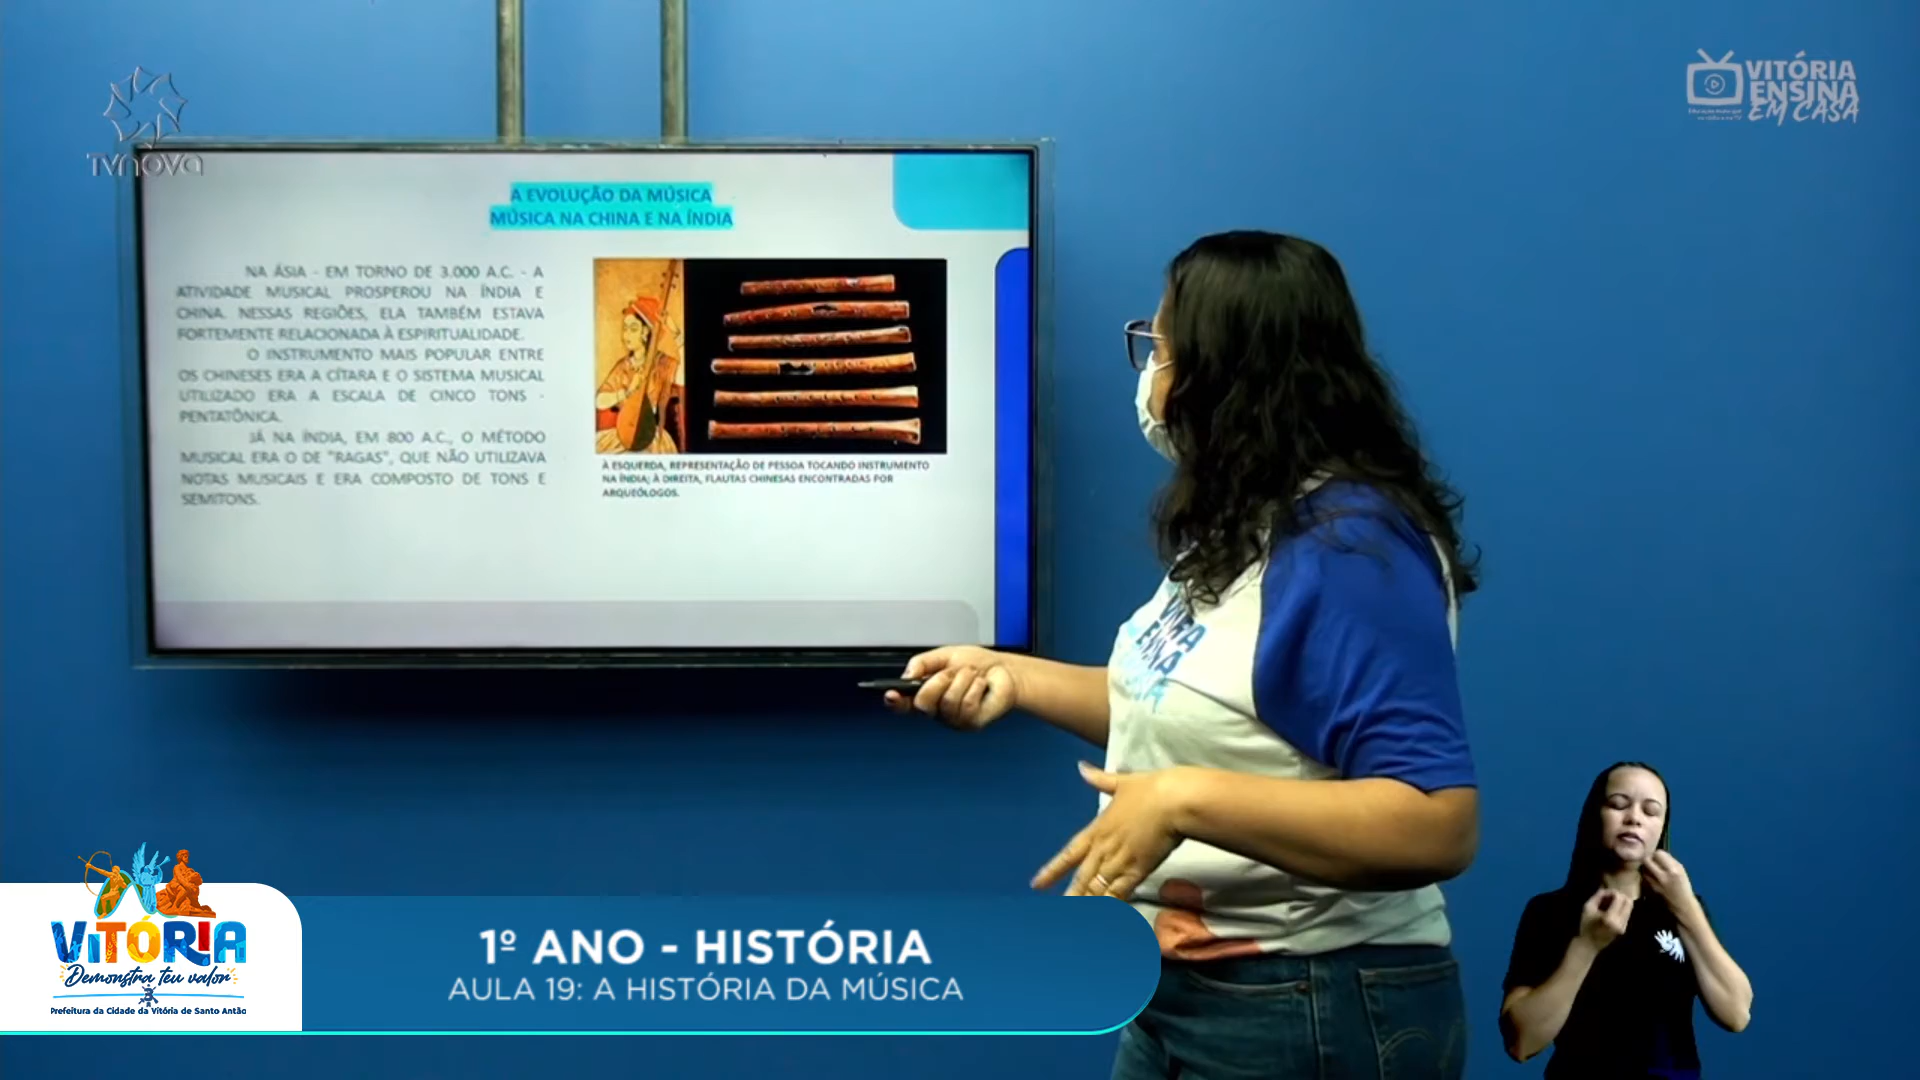 TVNOVA
VITÓRIA
ENSINA
EM CASA
A EVOLUÇÃO DA MÚSICA
MÚSICA NA CHINA E NA ÍNDIA
NA ÁSIA - EM TORNO DE 3.000 A.C. - A
ATIVIDADE MUSICAL PROSPEROU NA ÍNDIA E
CHINA. NESSAS REGIÕES, ELA TAMBÉM ESTAVA
FORTEMENTE RELACIONADA À ESPIRITUALIDADE.
O INSTRUMENTO MAIS POPULAR ENTRE
OS CHINESES ERA A CÍTARA E O SISTEMA MUSICAL
UTILIZADO ERA A ESCALA DE CINCO TONS -
PENTATÔNICA.
JÁ NA ÍNDIA, EM 800 A.C., O MÉTODO
MUSICAL ERA O DE "RAGAS", QUE NÃO UTILIZAVA
NOTAS MUSICAIS E ERA COMPOSTO DE TONS E
SEMITONS.
À ESQUERDA, REPRESENTAÇÃO DE PESSOA TOCANDO INSTRUMENTO
NA ÍNDIA; À DIREITA, FLAUTAS CHINESAS ENCONTRADAS POR
ARQUEÓLOGOS.
VITÓRIA
Demonstra teu valor
Prefeitura da Cidade da Vitória de Santo Antão
1º ANO - HISTÓRIA
AULA 19: A HISTÓRIA DA MÚSICA